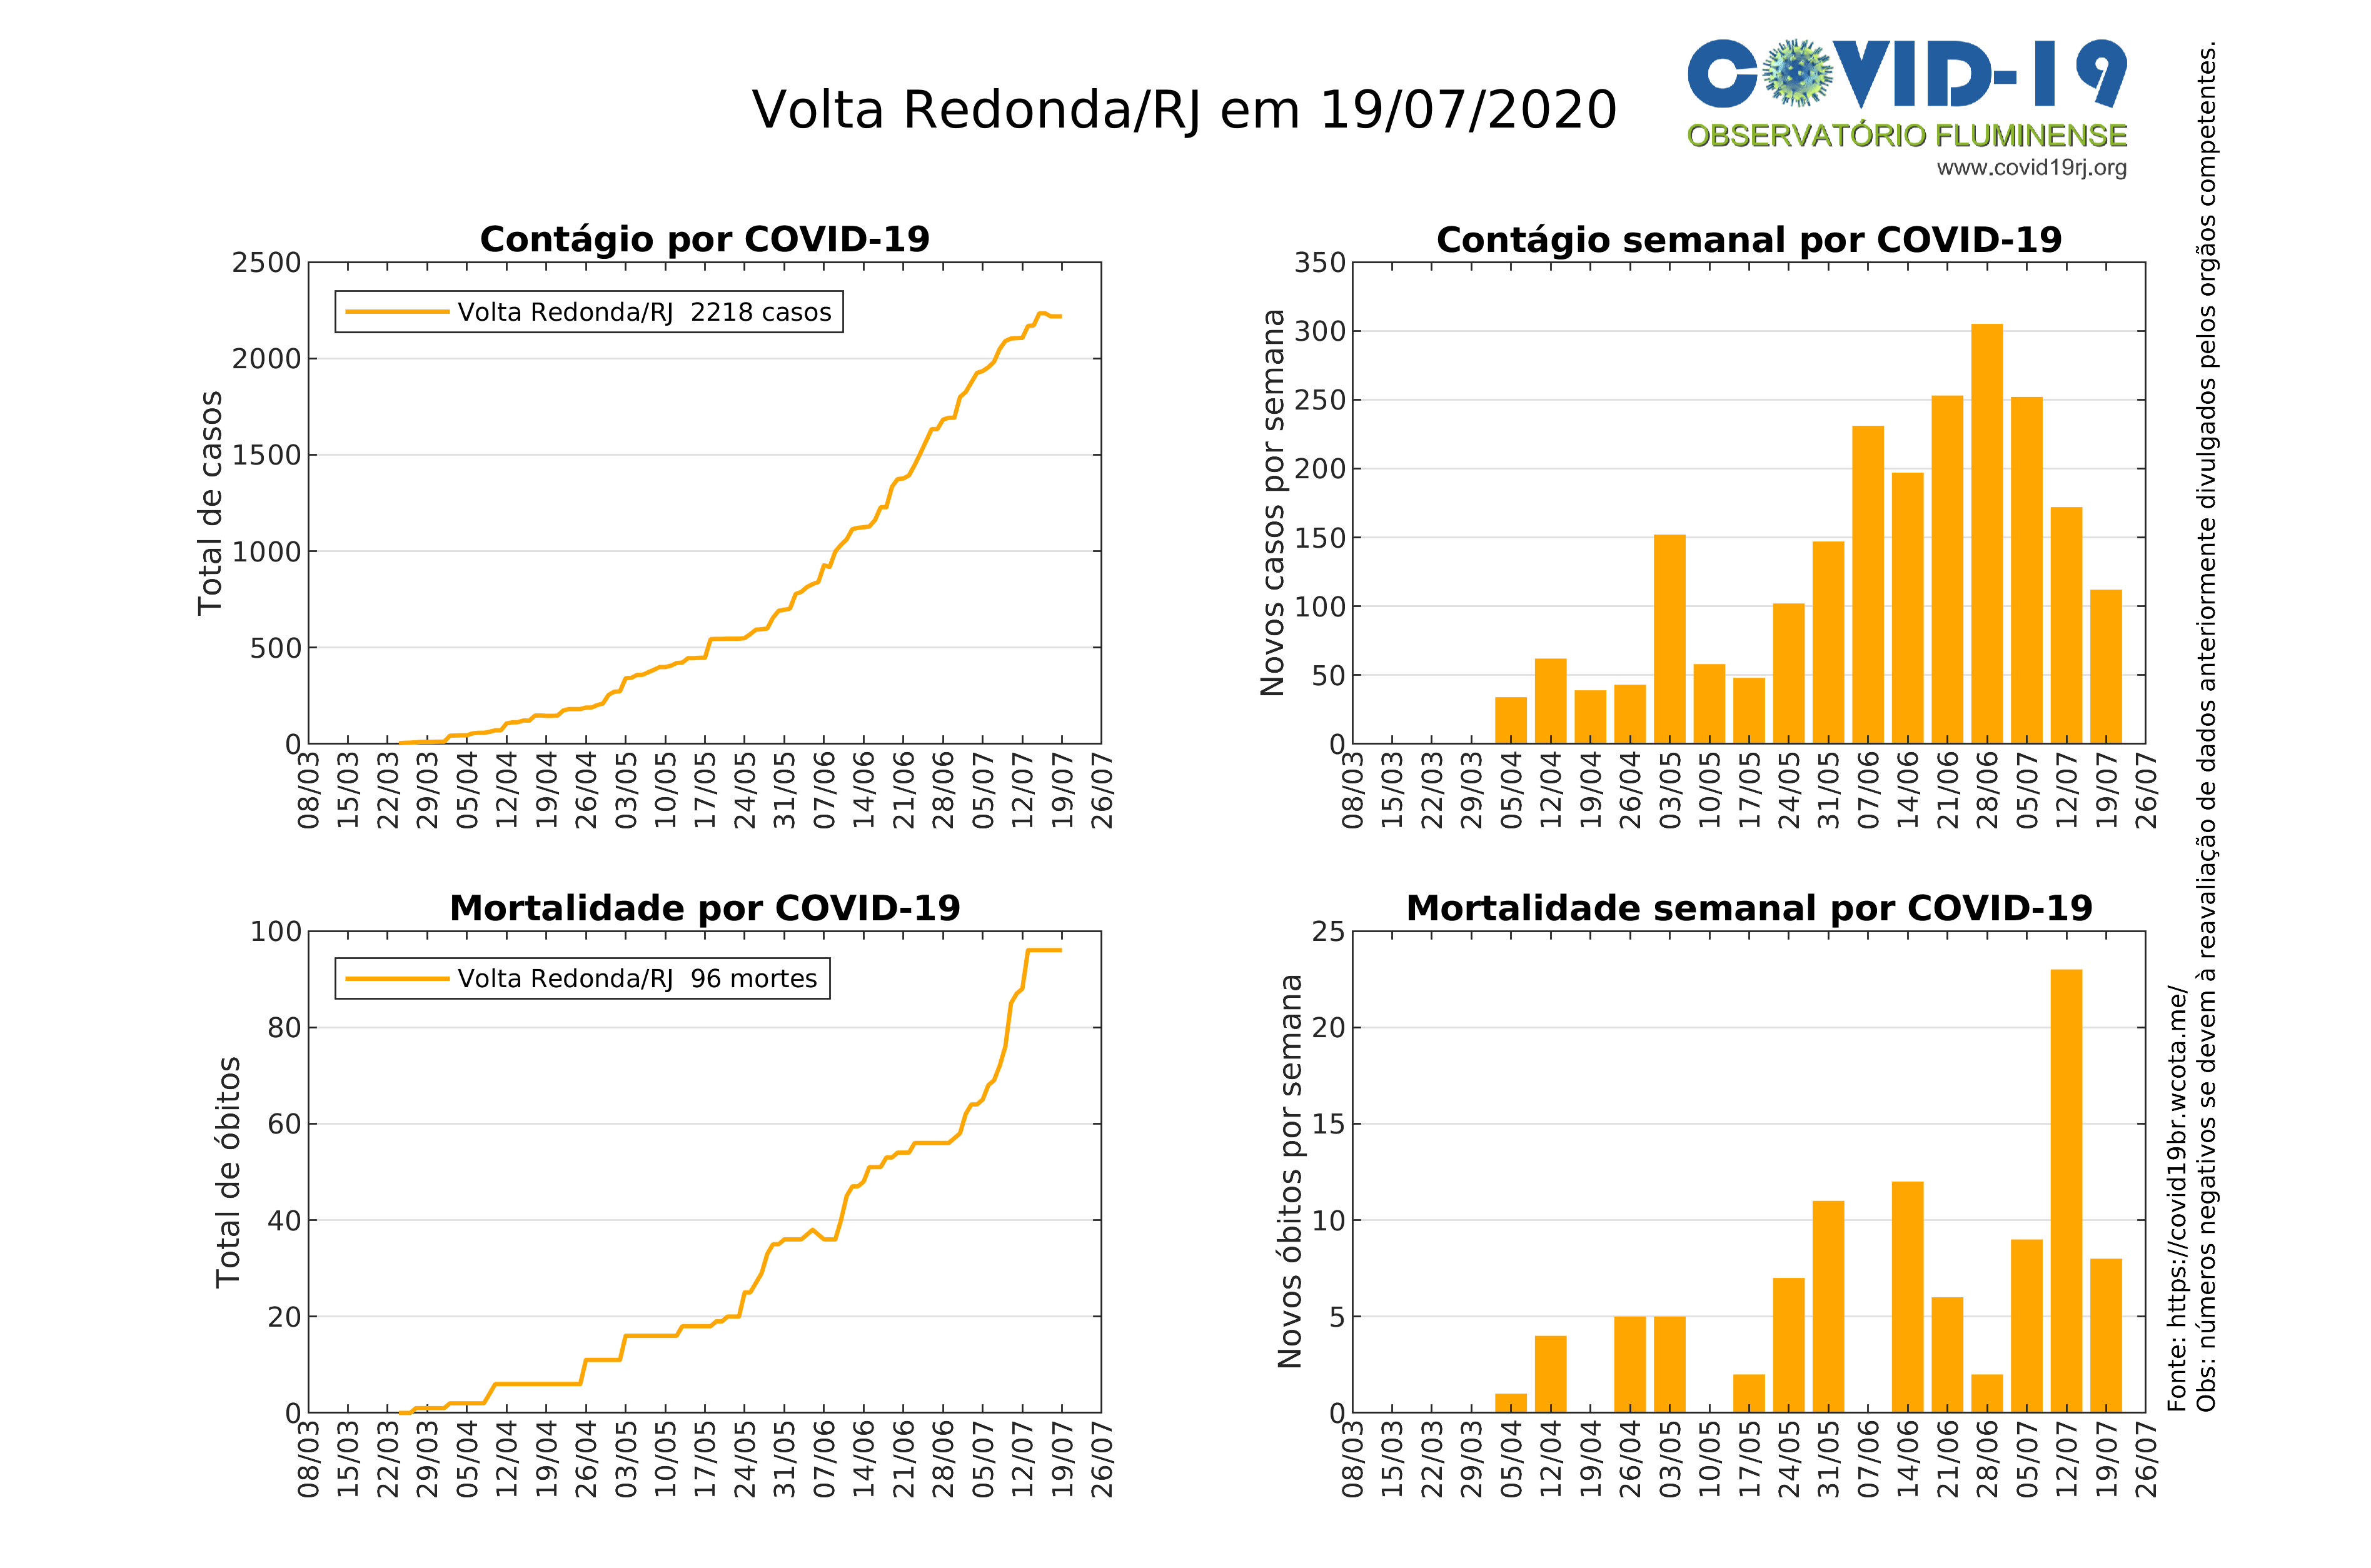 Volta Redonda/RJ em 19/07/2020
COVID-19
OBSERVATÓRIO FLUMINENSE
www.covid19rj.org
Contágio por COVID-19
Total de casos
2500
2000
1500
1000
500
0
Volta Redonda/RJ 2218 casos
08/03 15/03 22/03 29/03 05/04 12/04 19/04 26/04 03/05 10/05 17/05 24/05 31/05 07/06 14/06 21/06 28/06 05/07 12/07 19/07 26/07
Contágio semanal por COVID-19
Novos casos por semana
350
300
250
200
150
100
50
0
08/03 15/03 22/03 29/03 05/04 12/04 19/04 26/04 03/05 10/05 17/05 24/05 31/05 07/06 14/06 21/06 28/06 05/07 12/07 19/07 26/07
Mortalidade por COVID-19
Total de óbitos
100
80
60
40
20
0
Volta Redonda/RJ 96 mortes
08/03 15/03 22/03 29/03 05/04 12/04 19/04 26/04 03/05 10/05 17/05 24/05 31/05 07/06 14/06 21/06 28/06 05/07 12/07 19/07 26/07
Mortalidade semanal por COVID-19
Novos óbitos por semana
25
20
15
10
5
0
08/03 15/03 22/03 29/03 05/04 12/04 19/04 26/04 03/05 10/05 17/05 24/05 31/05 07/06 14/06 21/06 28/06 05/07 12/07 19/07 26/07
Fonte: https://covid19br.wcota.me/
Obs: números negativos se devem à reavaliação de dados anteriormente divulgados pelos orgãos competentes.